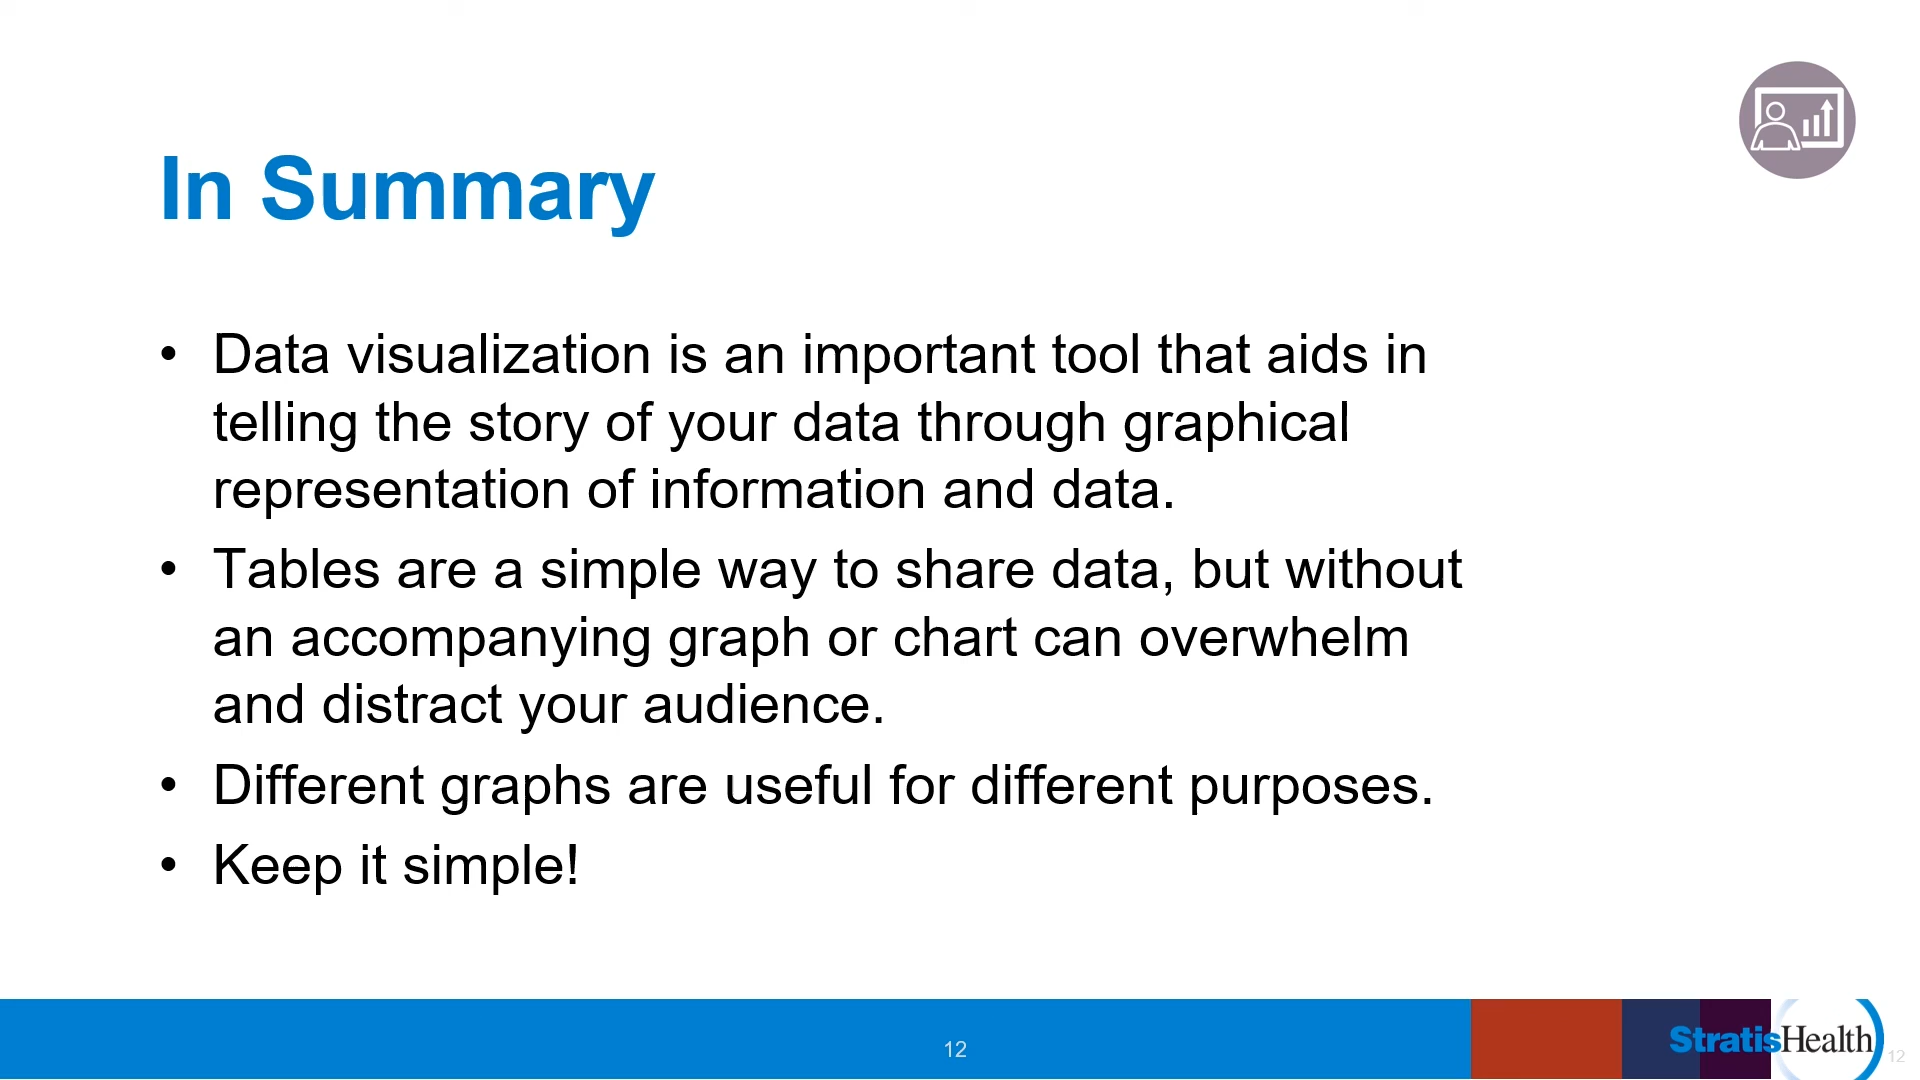 In Summary
• Data visualization is an important tool that aids in
telling the story of your data through graphical
representation of information and data.
• Tables are a simple way to share data, but without
an accompanying graph or chart can overwhelm
and distract your audience.
• Different graphs are useful for different purposes.
• Keep it simple!
12
StratisHealth
12